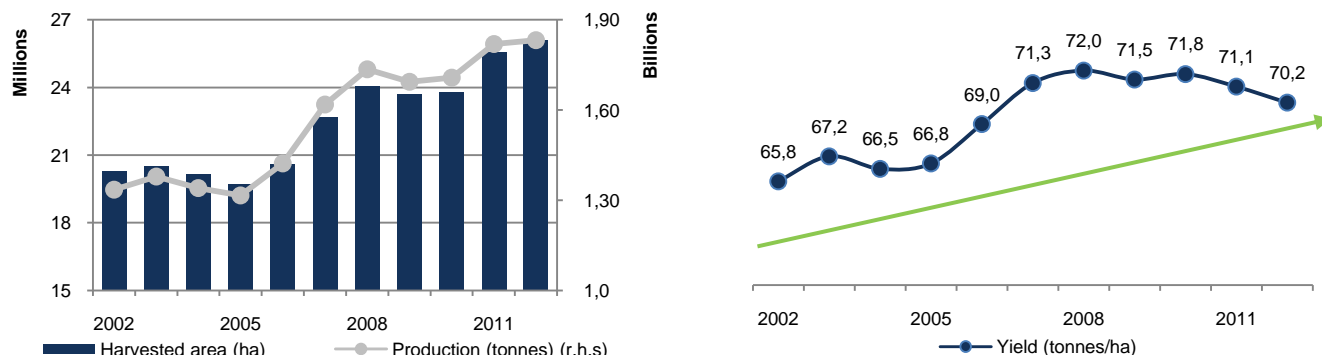 Millions
27
24
21
18
15
1,90
1,60
1,30
1,0
Billions
2002 2005 2008 2011
Harvested area (ha) Production (tonnes) (r.h.s)
65,8 67,2 66,5 66,8 69,0 71,3 72,0 71,5 71,8 71,1 70,2
2002 2005 2008 2011
Yield (tonnes/ha)